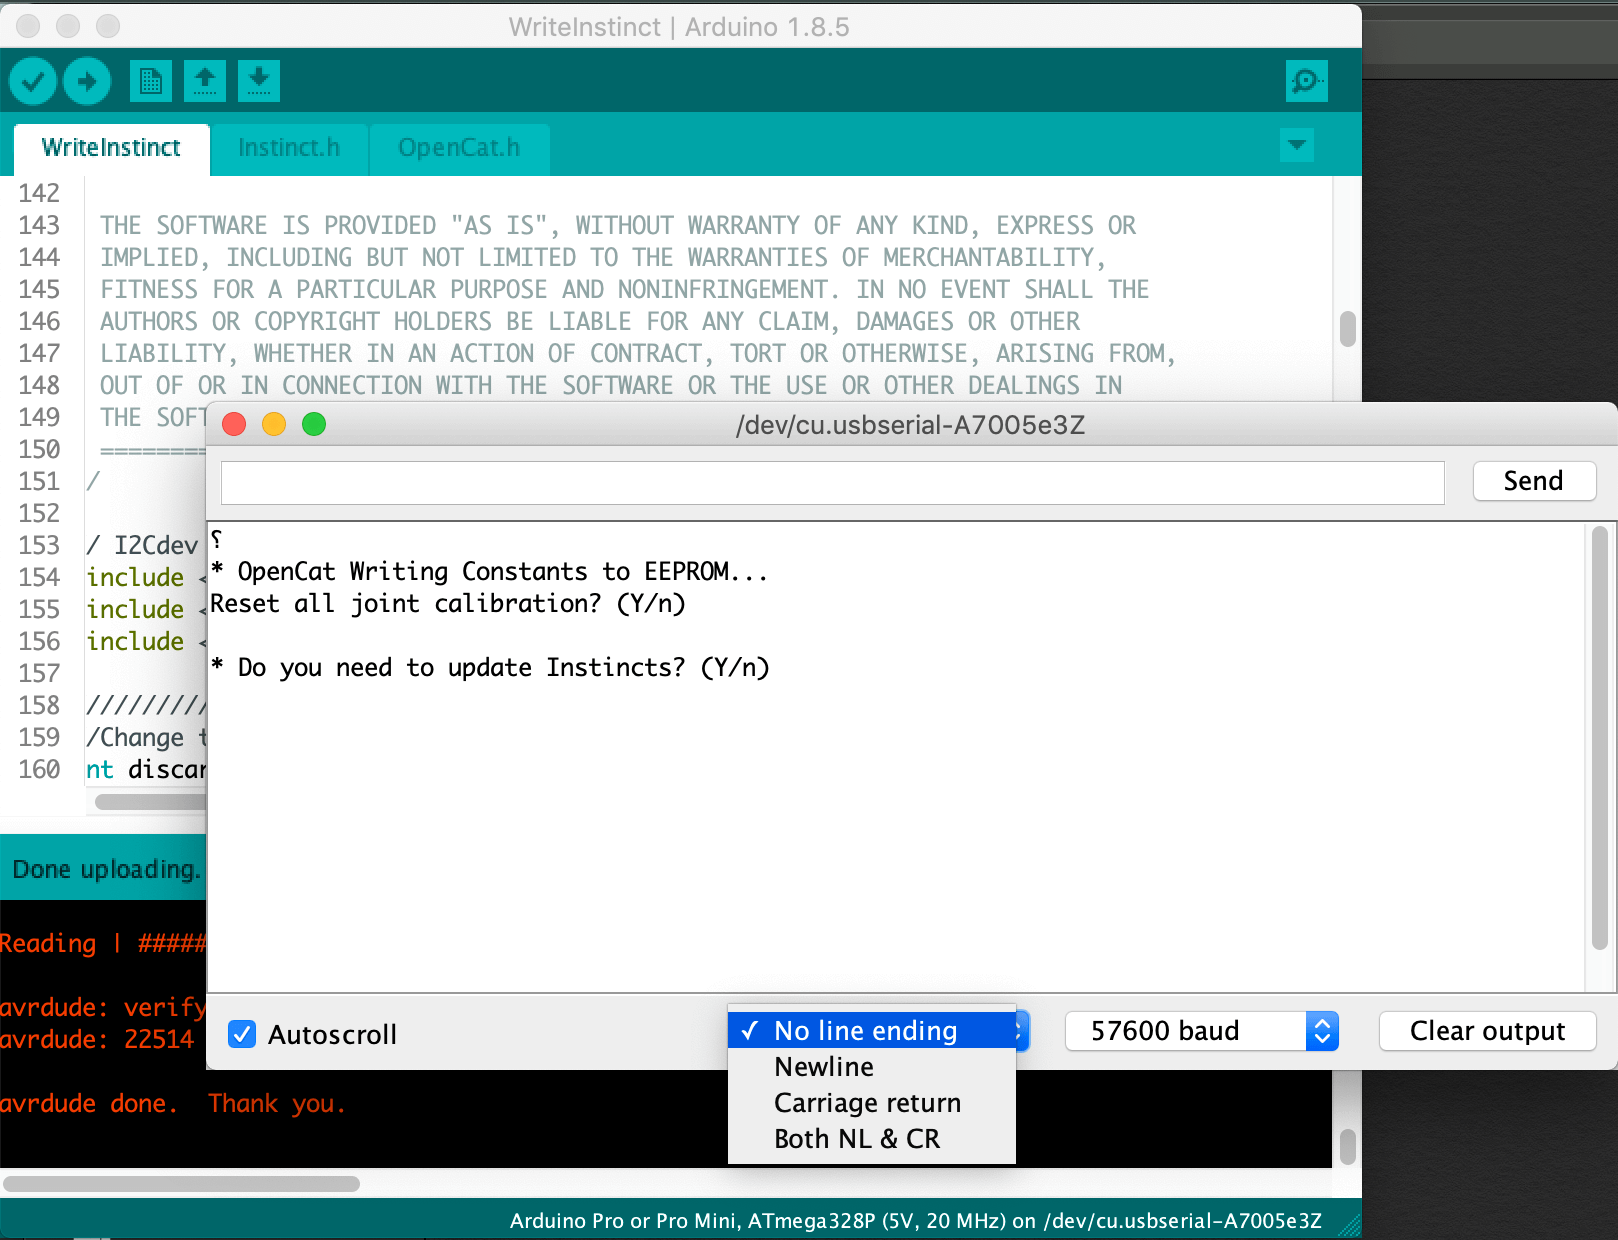 WriteInstinct | Arduino 1.8.5
WriteInstinct
Instinct.h
OpenCat.h
142
143 THE SOFTWARE IS PROVIDED "AS IS", WITHOUT WARRANTY OF ANY KIND, EXPRESS OR
144 IMPLIED, INCLUDING BUT NOT LIMITED TO THE WARRANTIES OF MERCHANTABILITY,
145 FITNESS FOR A PARTICULAR PURPOSE AND NONINFRINGEMENT. IN NO EVENT SHALL THE
146 AUTHORS OR COPYRIGHT HOLDERS BE LIABLE FOR ANY CLAIM, DAMAGES OR OTHER
147 LIABILITY, WHETHER IN AN ACTION OF CONTRACT, TORT OR OTHERWISE, ARISING FROM,
148 OUT OF OR IN CONNECTION WITH THE SOFTWARE OR THE USE OR OTHER DEALINGS IN
149 THE SOFT
150 ========
151 /
152
153 / I2Cdev
154 include <
155 include <
156 include <
157
158 /////////
159 /Change t
160 nt discar
/dev/cu.usbserial-A7005e3Z
Send
⸮
* OpenCat Writing Constants to EEPROM...
Reset all joint calibration? (Y/n)
* Do you need to update Instincts? (Y/n)
Autoscroll
✓ No line ending
Newline
Carriage return
Both NL & CR
57600 baud
Clear output
Done uploading.
Reading | #####
avrdude: verify
avrdude: 22514
avrdude done. Thank you.
Arduino Pro or Pro Mini, ATmega328P (5V, 20 MHz) on /dev/cu.usbserial-A7005e3Z